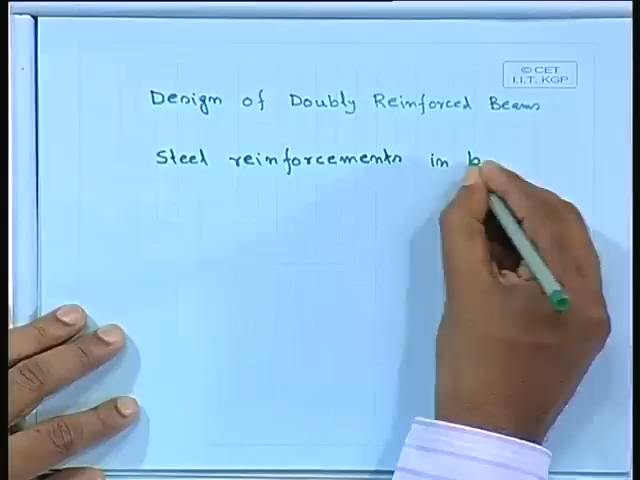 © CET
I.I.T. KGP
Design of Doubly Reinforced Beams
Steel reinforcements in b